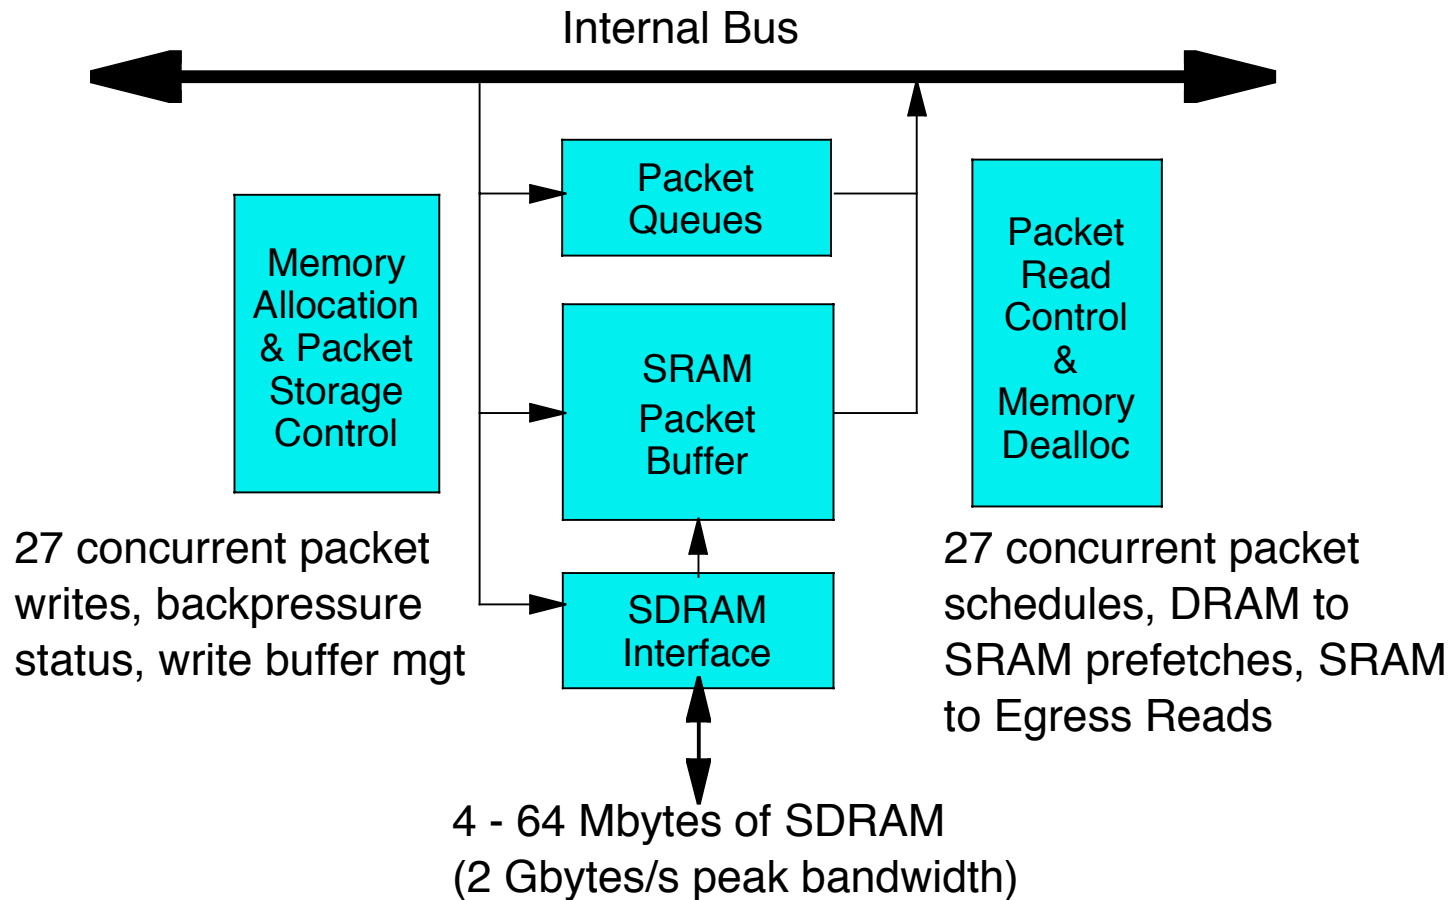 Internal Bus
Packet
Queues
Memory
Allocation
& Packet
Storage
Control
SRAM
Packet
Buffer
Packet
Read
Control
&
Memory
Dealloc
27 concurrent packet
writes, backpressure
status, write buffer mgt
SDRAM
Interface
27 concurrent packet
schedules, DRAM to
SRAM prefetches, SRAM
to Egress Reads
4 - 64 Mbytes of SDRAM
(2 Gbytes/s peak bandwidth)